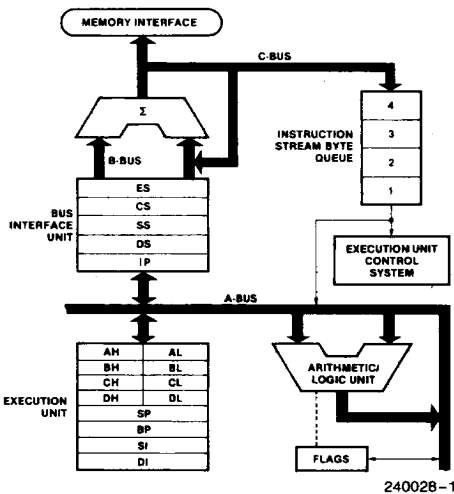 MEMORY INTERFACE
C-BUS
Σ
B-BUS
4
3
2
1
INSTRUCTION
STREAM BYTE
QUEUE
ES
CS
SS
DS
IP
BUS
INTERFACE
UNIT
EXECUTION UNIT
CONTROL
SYSTEM
A-BUS
AH AL
BH BL
CH CL
DH DL
SP
BP
SI
DI
EXECUTION
UNIT
ARITHMETIC/
LOGIC UNIT
FLAGS
240028-1